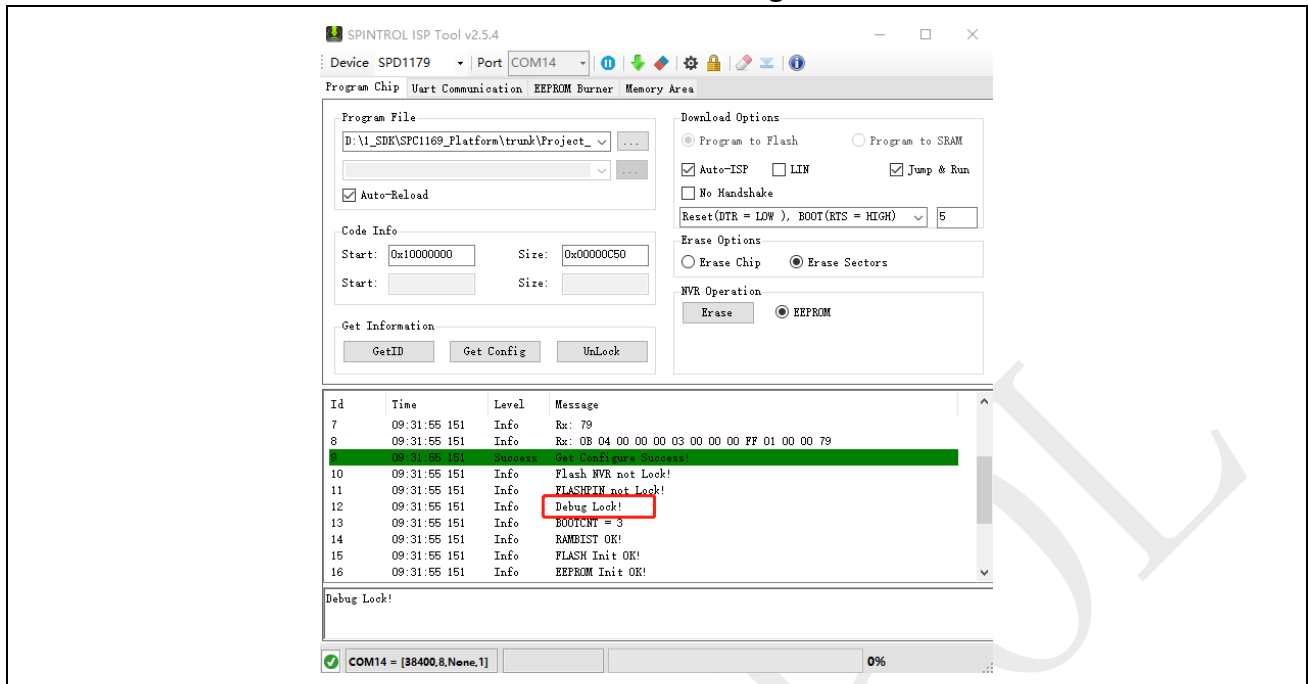 SPINTROL ISP Tool v2.5.4
Device SPD1179 Port COM14
Program Chip Uart Communication EEPROM Burner Memory Area
Program File
D:\1_SDK\SPC1169_Platform\trunk\Project_ ...
...
Auto-Reload
Code Info
Start: 0x10000000 Size: 0x00000C50
Start: Size:
Get Information
GetID Get Config UnLock
Download Options
Program to Flash Program to SRAM
Auto-ISP LIN Jump & Run
No Handshake
Reset(DTR = LOW ), BOOT(RTS = HIGH) 5
Erase Options
Erase Chip Erase Sectors
NVR Operation
Erase EEPROM
Id Time Level Message
7 09:31:55 151 Info Rx: 79
8 09:31:55 151 Info Rx: 0B 04 00 00 00 03 00 00 00 FF 01 00 00 79
9 09:31:55 151 Success Get Configure Success!
10 09:31:55 151 Info Flash NVR not Lock!
11 09:31:55 151 Info FLASHPIN not Lock!
12 09:31:55 151 Info Debug Lock!
13 09:31:55 151 Info BOOTCNT = 3
14 09:31:55 151 Info RAMBIST OK!
15 09:31:55 151 Info FLASH Init OK!
16 09:31:55 151 Info EEPROM Init OK!
Debug Lock!
COM14 = [38400,8,None,1] 0%